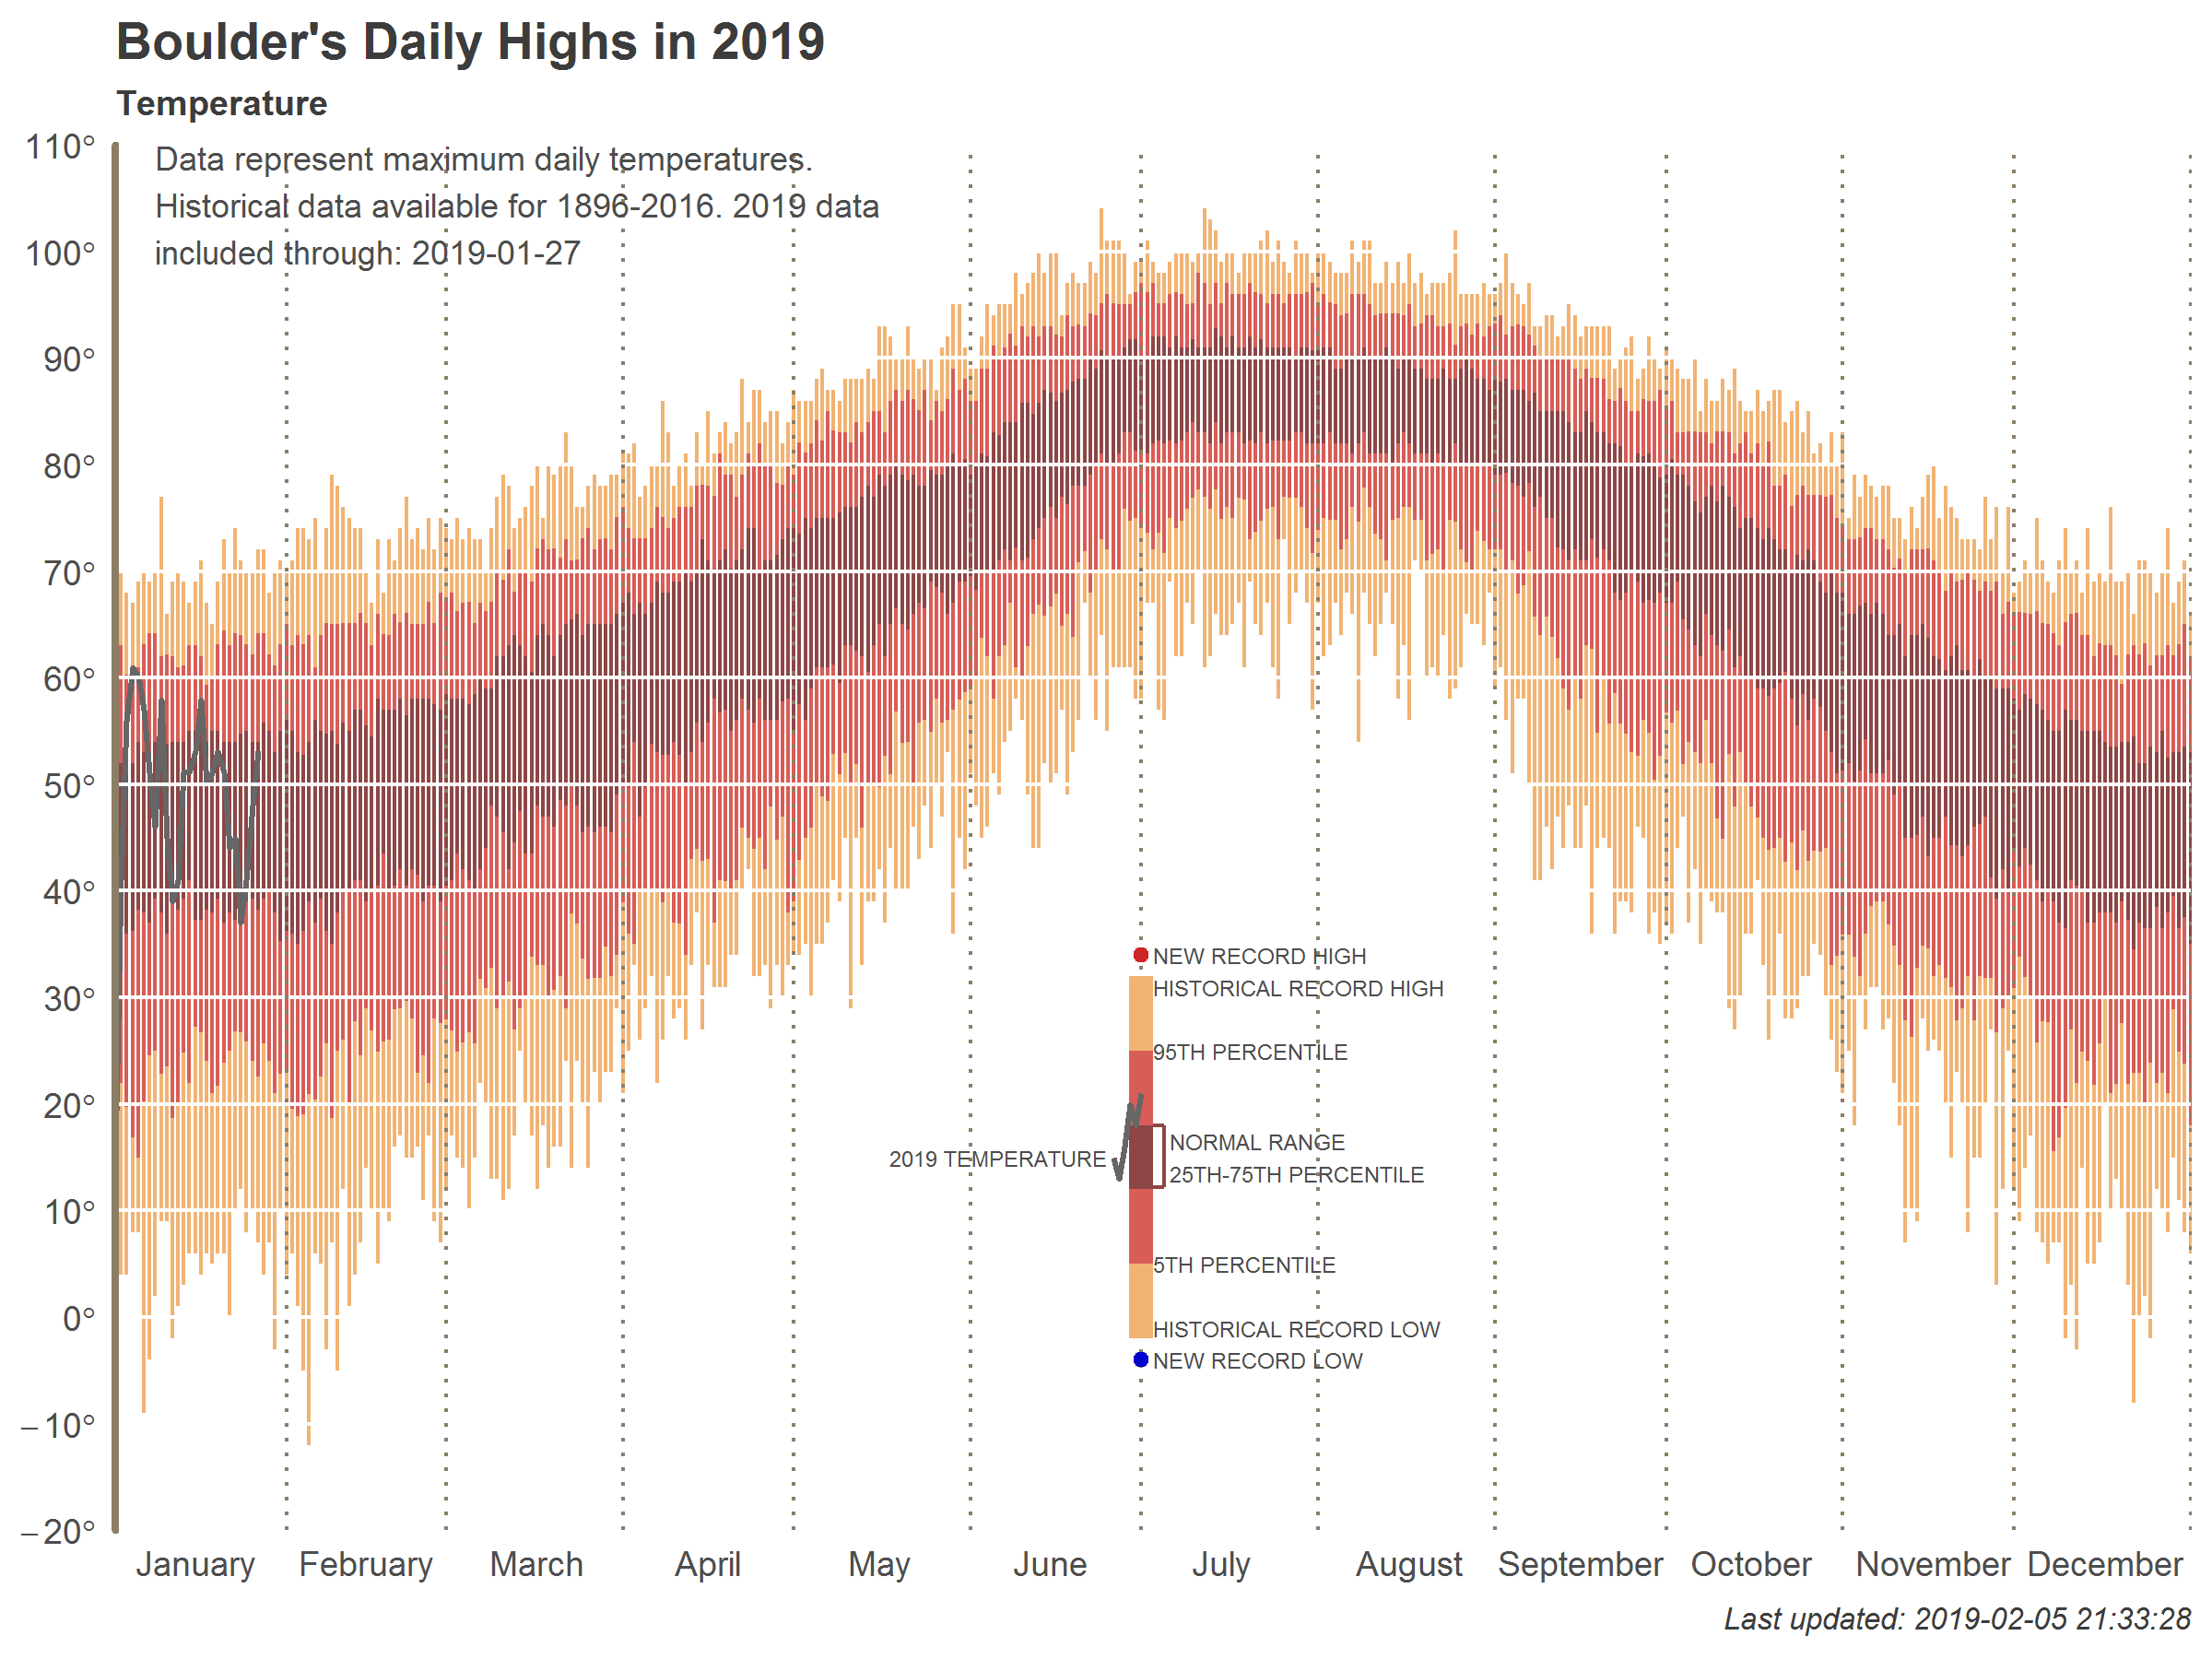 Boulder's Daily Highs in 2019
Temperature
Data represent maximum daily temperatures.
Historical data available for 1896-2016. 2019 data
included through: 2019-01-27
110°
100°
90°
80°
70°
60°
50°
40°
30°
20°
10°
0°
−10°
−20°
NEW RECORD HIGH
HISTORICAL RECORD HIGH
95TH PERCENTILE
NORMAL RANGE
2019 TEMPERATURE
25TH-75TH PERCENTILE
5TH PERCENTILE
HISTORICAL RECORD LOW
NEW RECORD LOW
January February March April May June July August September October November December
Last updated: 2019-02-05 21:33:28